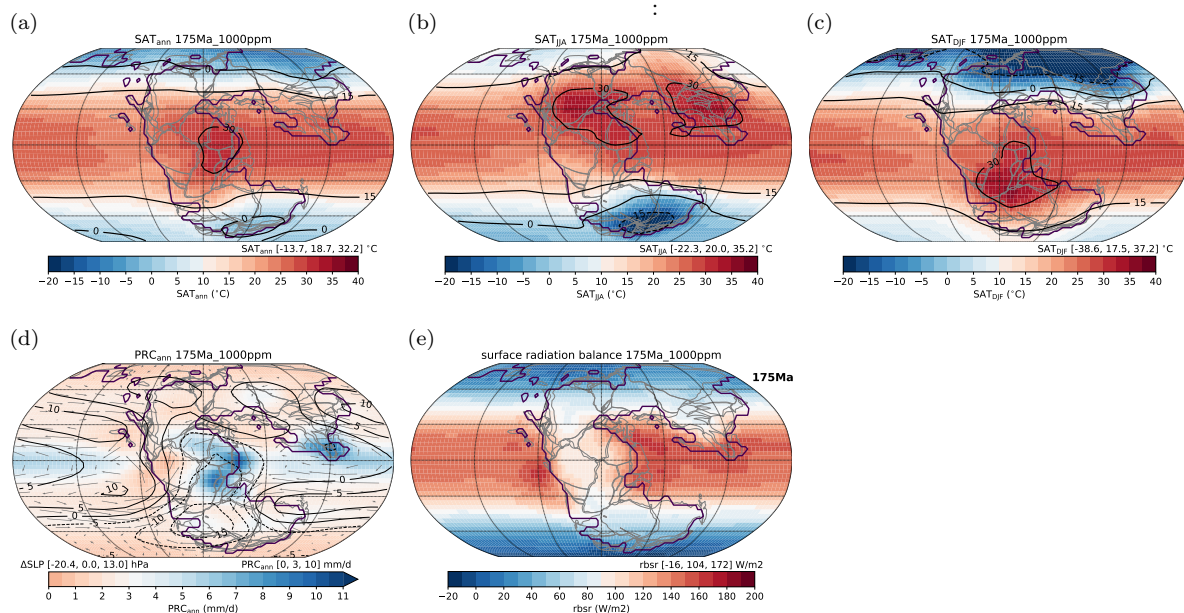 :
(a)
(b)
(c)
SATann 175Ma_1000ppm
SATJJA 175Ma_1000ppm
SATDJF 175Ma_1000ppm
0
15
30
15
0
0
15
30
30
15
15
0
-15
-15
0
15
30
15
SATann [-13.7, 18.7, 32.2] °C
SATJJA [-22.3, 20.0, 35.2] °C
SATDJF [-38.6, 17.5, 37.2] °C
−20 −15 −10 −5 0 5 10 15 20 25 30 35 40
−20 −15 −10 −5 0 5 10 15 20 25 30 35 40
−20 −15 −10 −5 0 5 10 15 20 25 30 35 40
SATann (°C)
SATJJA (°C)
SATDJF (°C)
(d)
(e)
PRCann 175Ma_1000ppm
surface radiation balance 175Ma_1000ppm
175Ma
10
10
5
-5
0
-10
-10
-15
-5
0
5
-5
ΔSLP [-20.4, 0.0, 13.0] hPa
PRCann [0, 3, 10] mm/d
rbsr [-16, 104, 172] W/m2
0 1 2 3 4 5 6 7 8 9 10 11
−20 0 20 40 60 80 100 120 140 160 180 200
PRCann (mm/d)
rbsr (W/m2)